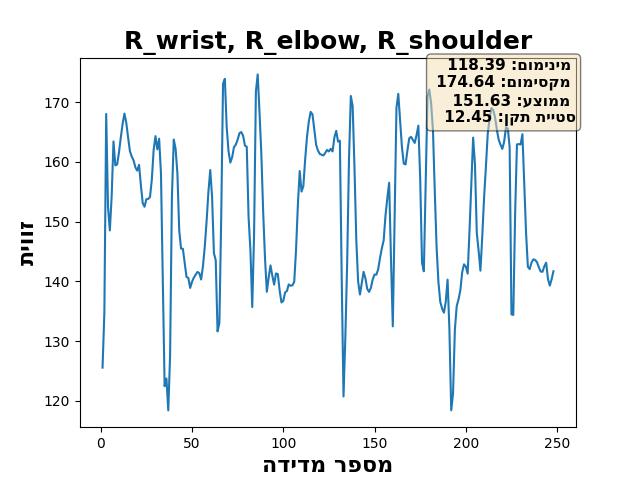 R_wrist, R_elbow, R_shoulder
מינימום: 118.39
מקסימום: 174.64
ממוצע: 151.63
סטיית תקן: 12.45
170
160
150
140
130
120
זווית
0 50 100 150 200 250
מספר מדידה